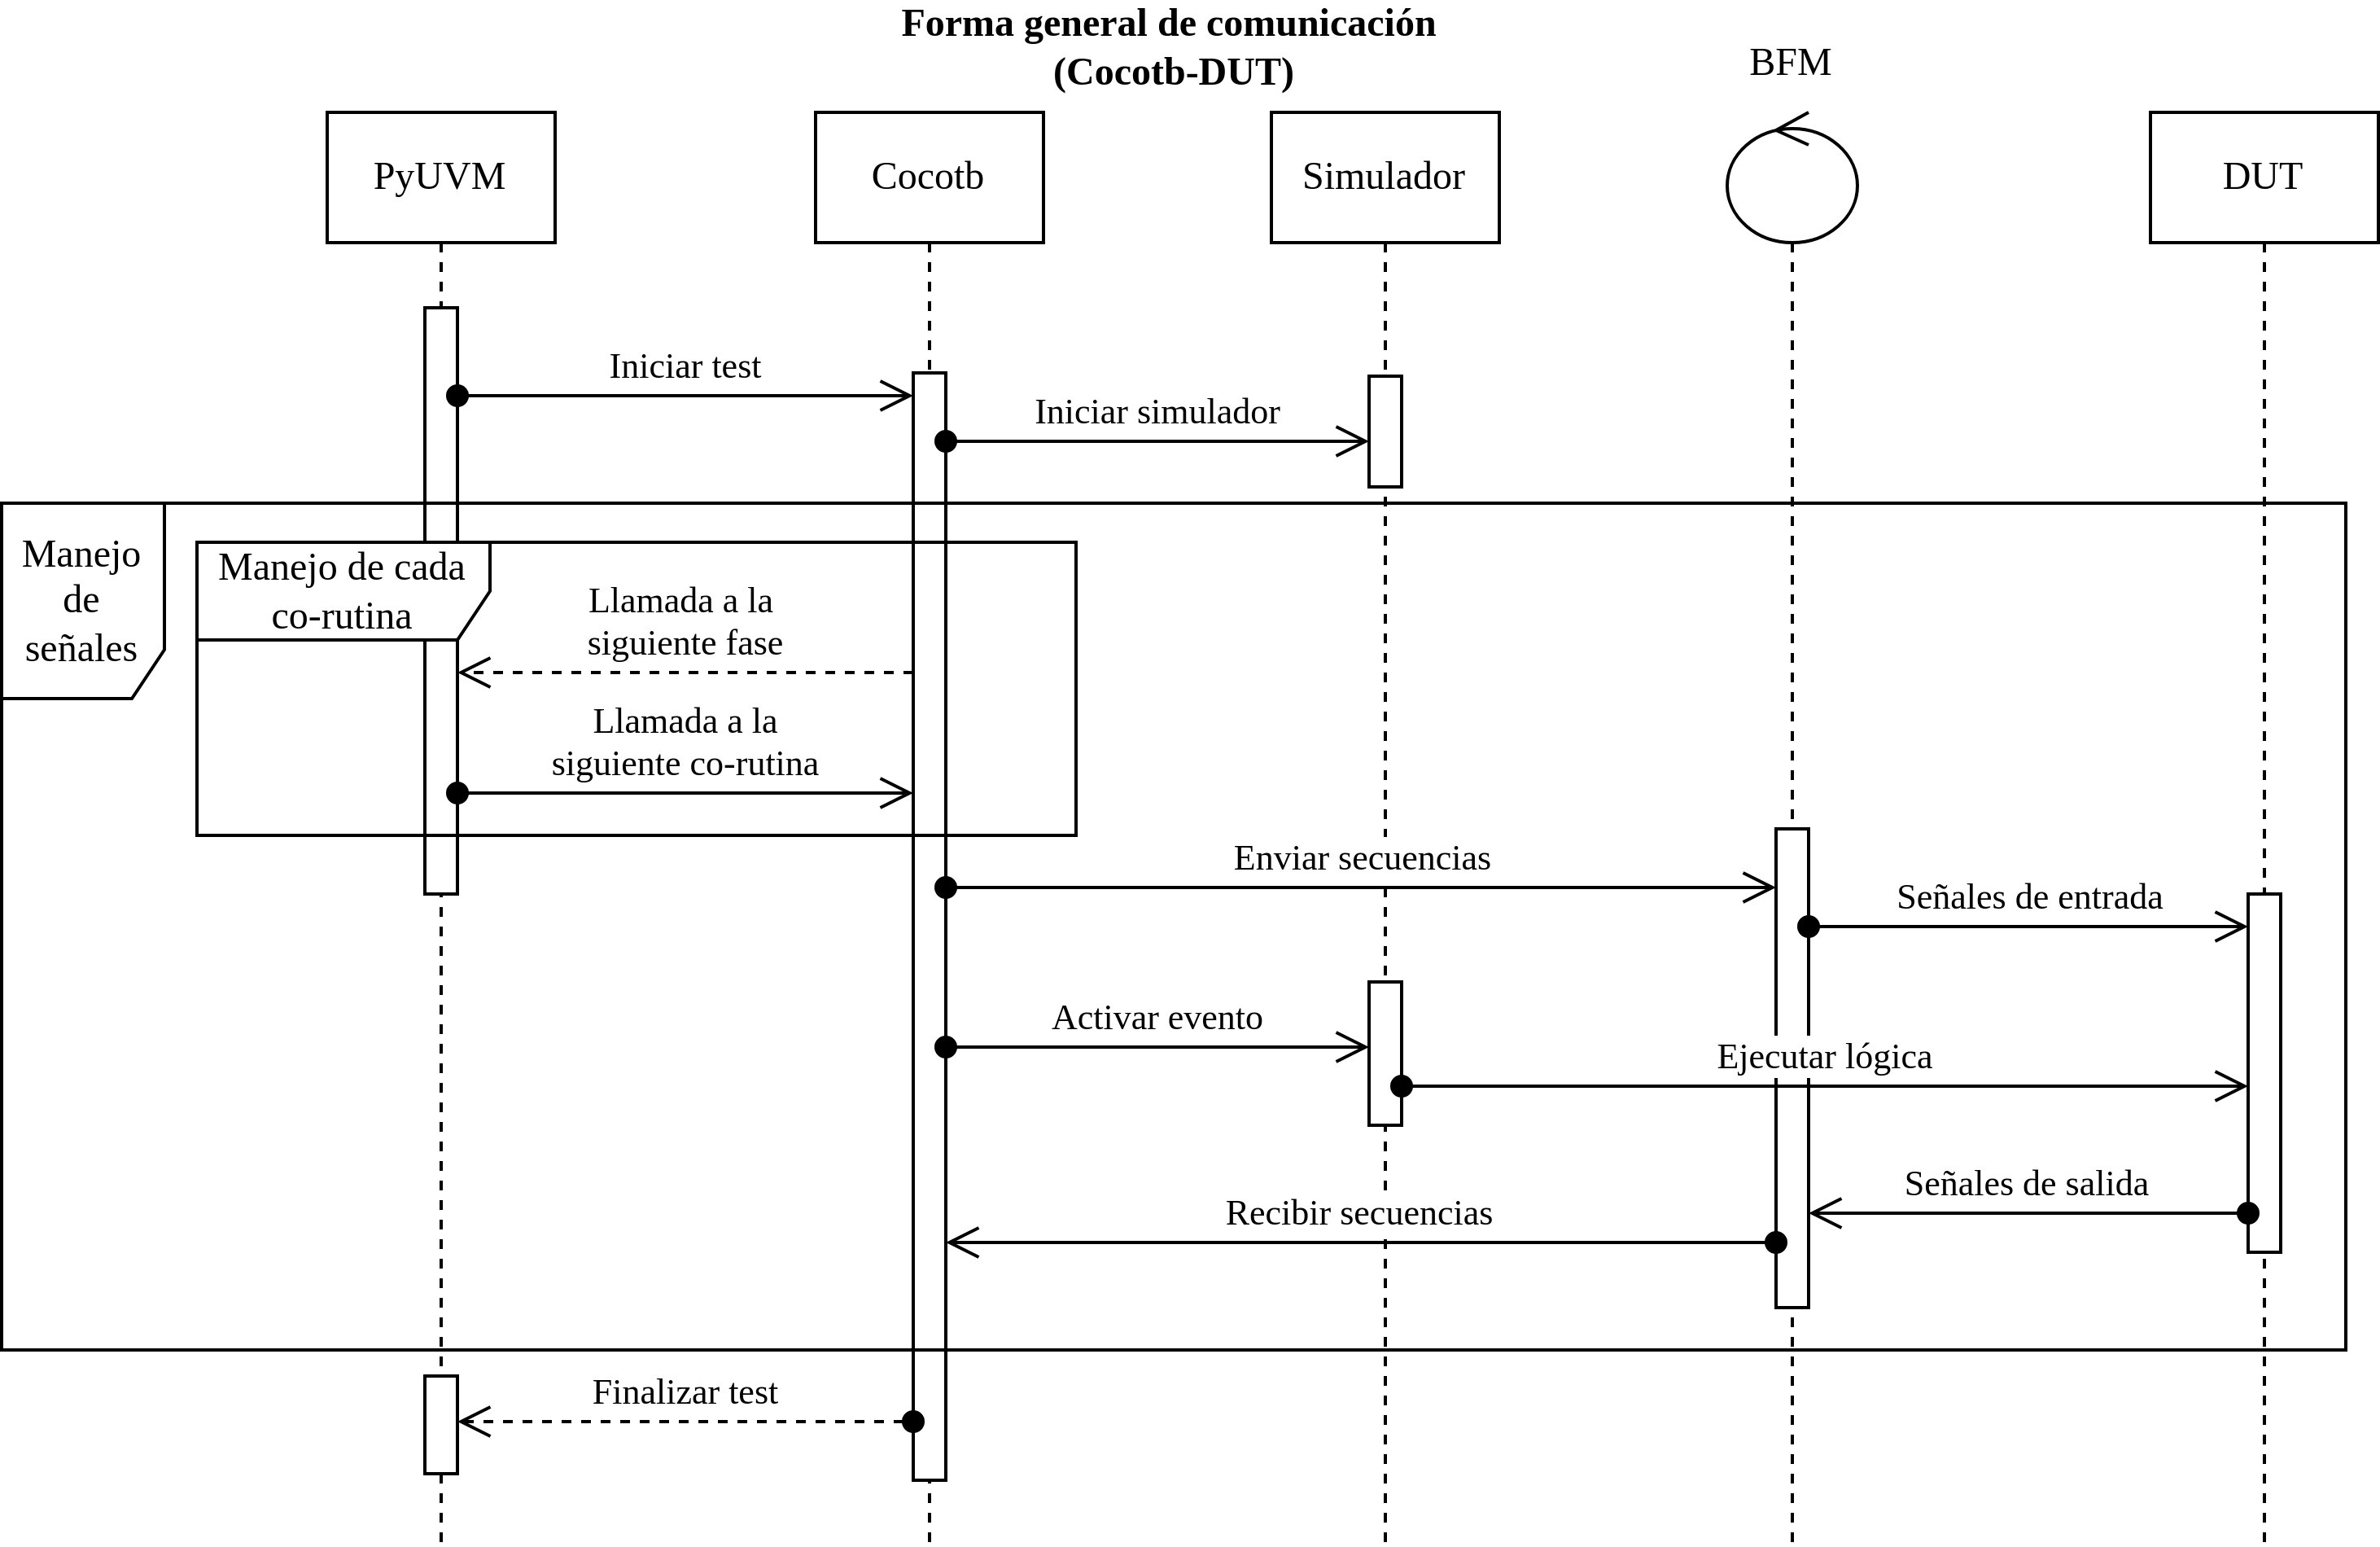 Forma general de comunicación
(Cocotb-DUT)
BFM
PyUVM
Cocotb
Simulador
DUT
Iniciar test
Iniciar simulador
Manejo
de
señales
Manejo de cada
co-rutina
Llamada a la
siguiente fase
Llamada a la
siguiente co-rutina
Enviar secuencias
Señales de entrada
Activar evento
Ejecutar lógica
Señales de salida
Recibir secuencias
Finalizar test